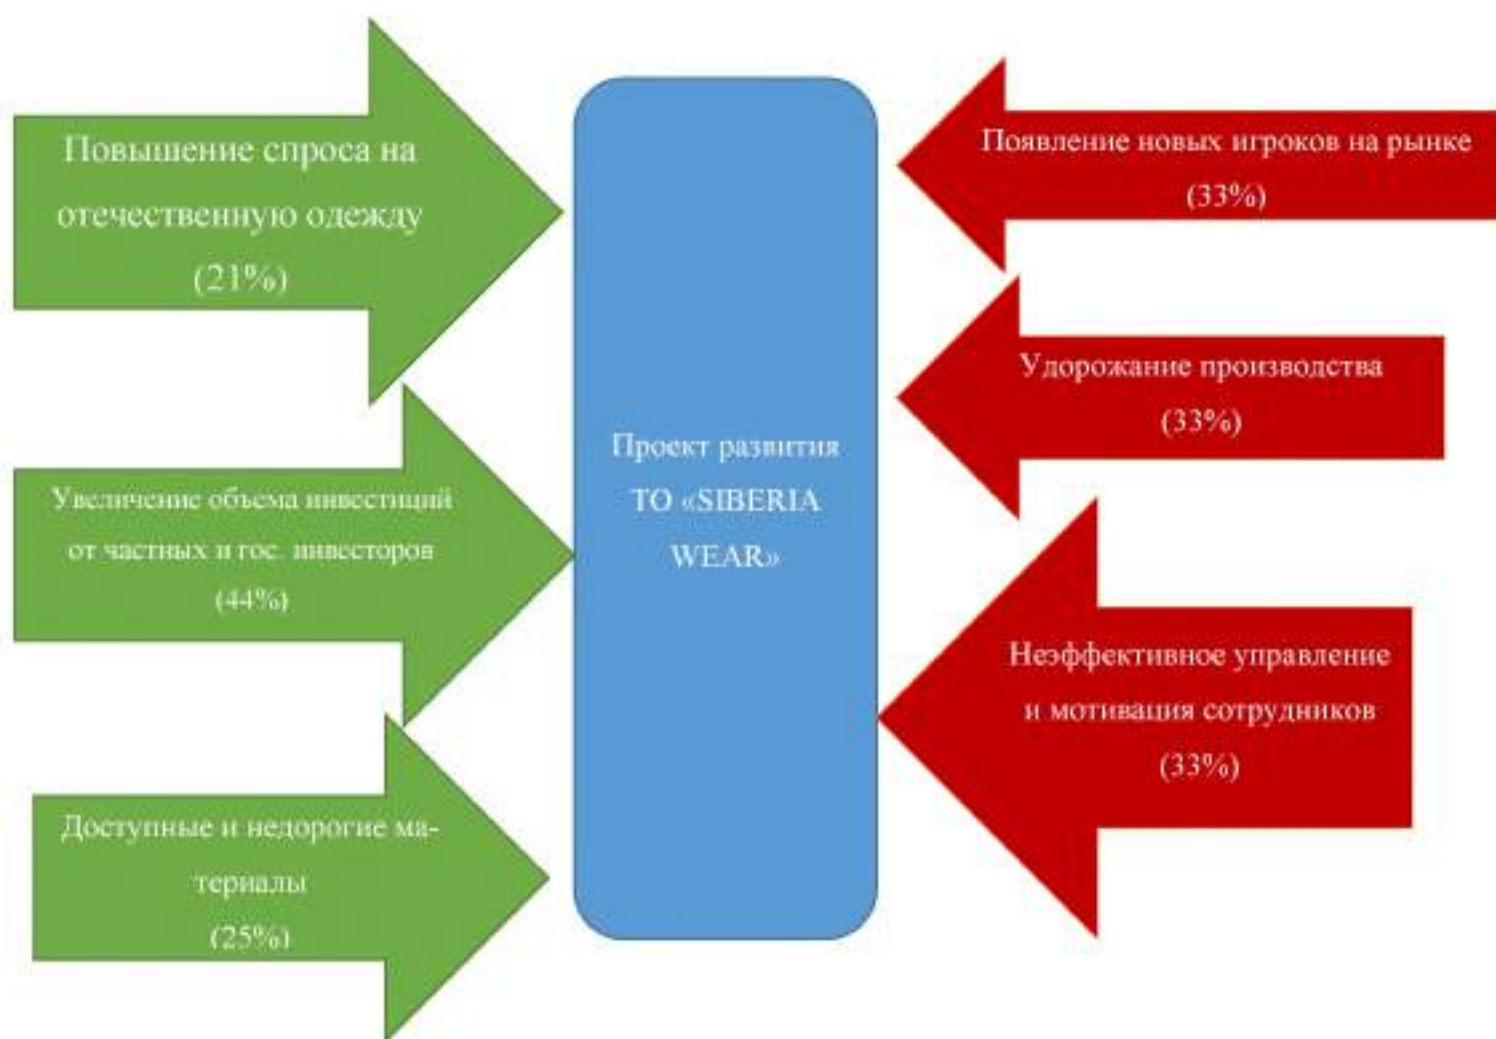 Повышение спроса на
отечественную одежду
(21%)
Увеличение объема инвестиций
от частных и гос. инвесторов
(44%)
Доступные и недорогие ма-
териалы
(25%)
Проект развития
ТО «SIBERIA
WEAR»
Появление новых игроков на рынке
(33%)
Удорожание производства
(33%)
Неэффективное управление
и мотивация сотрудников
(33%)